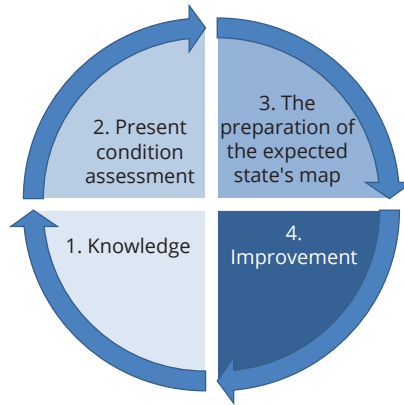 1. Knowledge
2. Present
condition
assessment
3. The
preparation of
the expected
state's map
4.
Improvement